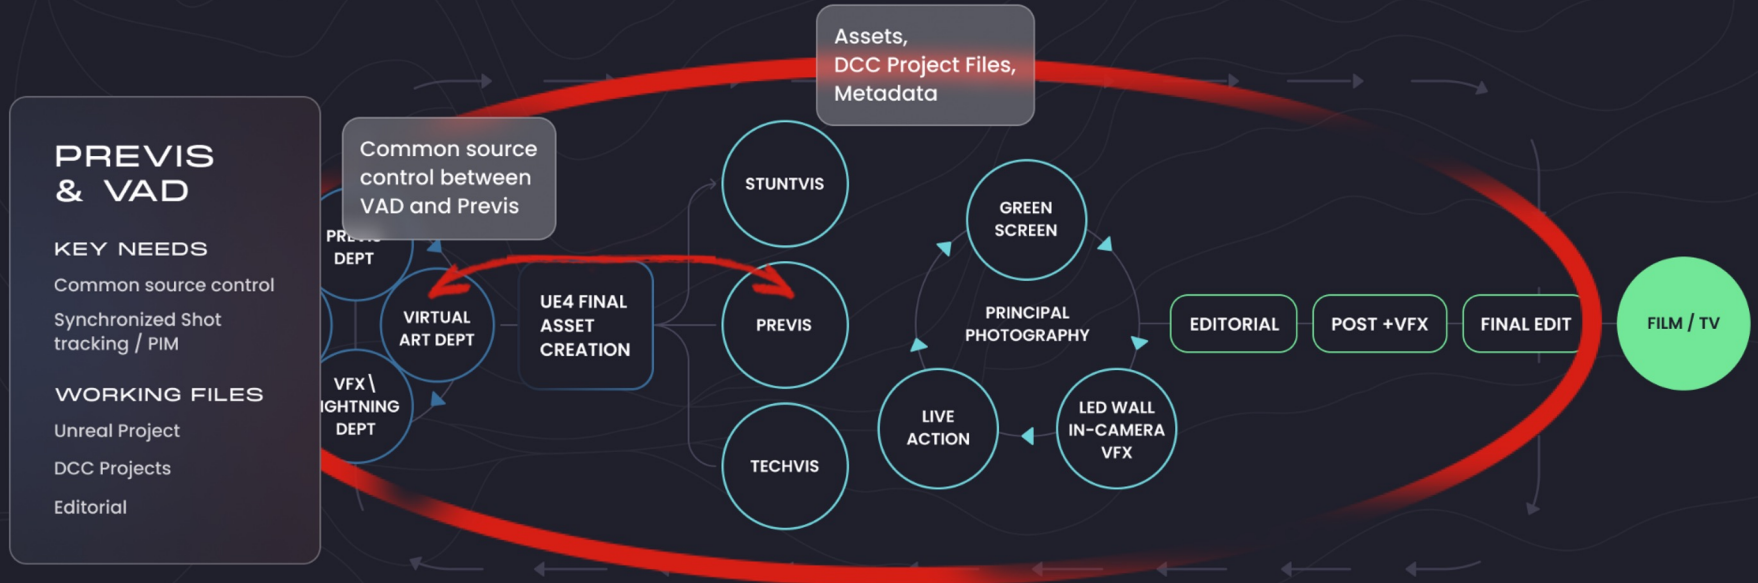 PREVIS
& VAD
KEY NEEDS
Common source control
Synchronized Shot
tracking / PIM
WORKING FILES
Unreal Project
DCC Projects
Editorial
Common source
control between
VAD and Previs
Assets,
DCC Project Files,
Metadata
DEPT
VIRTUAL
ART DEPT
VFX\
IGHTNING
DEPT
UE4 FINAL
ASSET
CREATION
STUNTVIS
PREVIS
TECHVIS
GREEN
SCREEN
PRINCIPAL
PHOTOGRAPHY
LIVE
ACTION
LED WALL
IN-CAMERA
VFX
EDITORIAL
POST +VFX
FINAL EDIT
FILM / TV